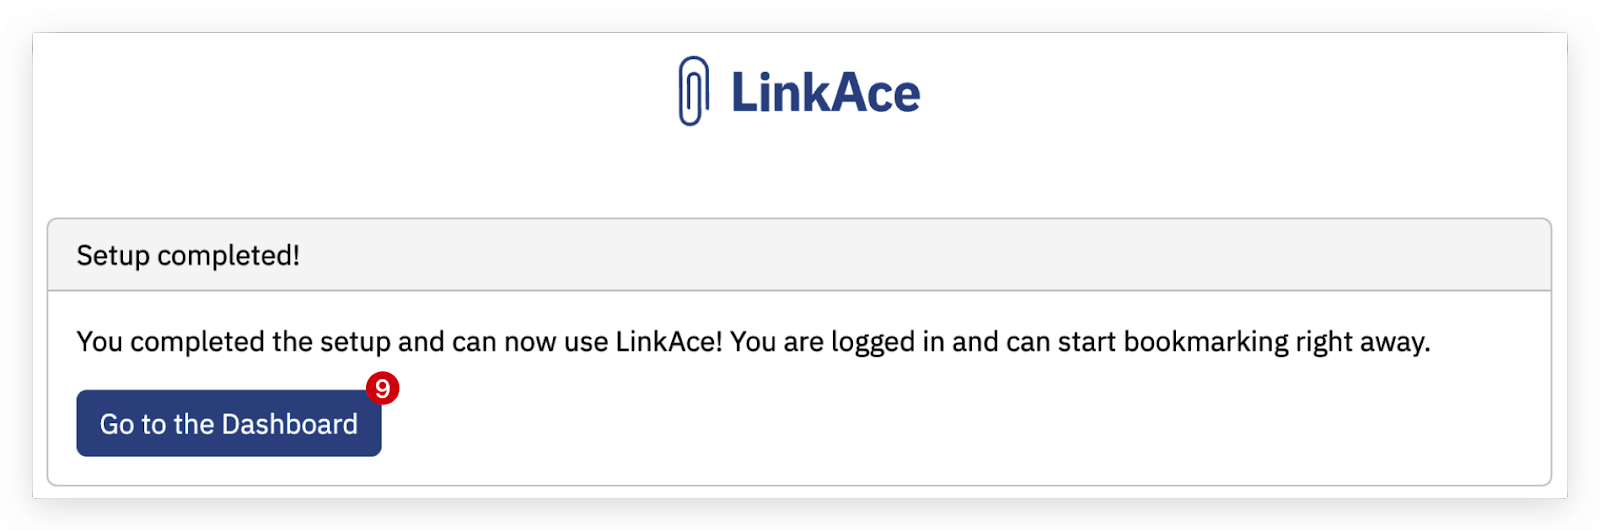 LinkAce
Setup completed!
You completed the setup and can now use LinkAce! You are logged in and can start bookmarking right away.
9
Go to the Dashboard